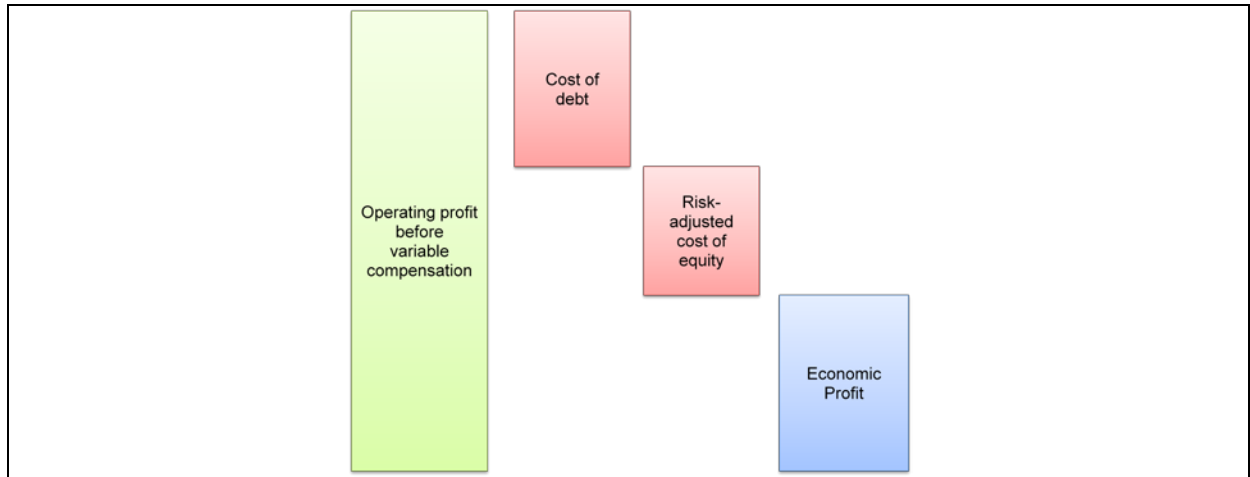 Cost of
debt
Risk-
adjusted
cost of
equity
Operating profit
before
variable
compensation
Economic
Profit